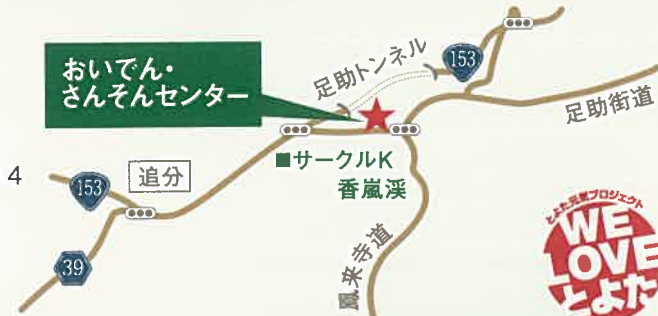 おいでん・
さんそんセンター
足助トンネル
153
足助街道
■サークルK
香嵐渓
4
153
追分
39
鳳来寺道
とよた元気プロジェクト
WE
LOVE
とよた